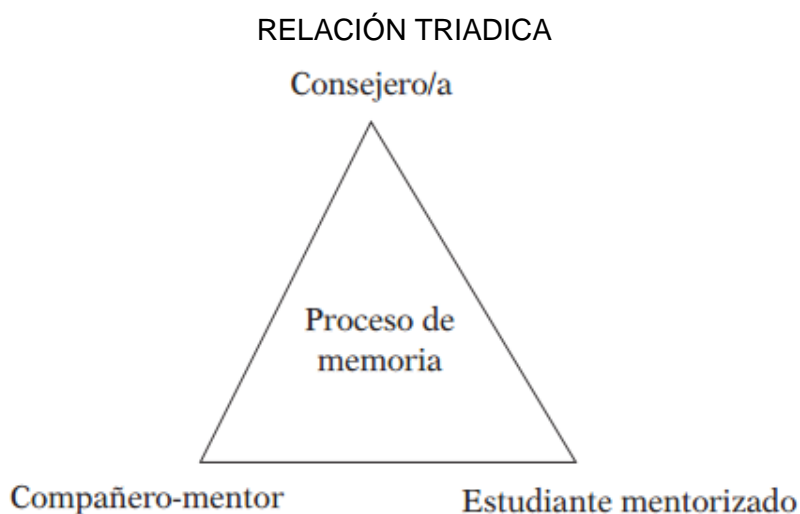 RELACIÓN TRIADICA
Consejero/a
Proceso de
memoria
Compañero-mentor
Estudiante mentorizado